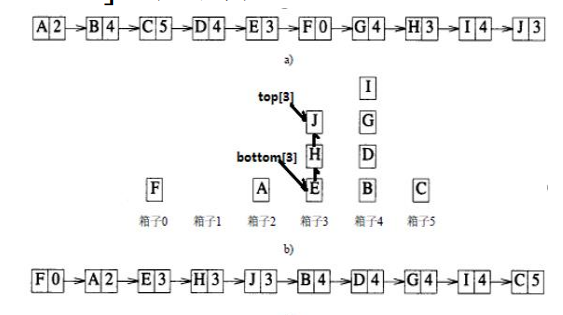 A 2 B 4 C 5 D 4 E 3 F 0 G 4 H 3 I 4 J 3
a)
I
top[3] J G
bottom[3] H D
F A E B C
箱子0 箱子1 箱子2 箱子3 箱子4 箱子5
b)
F 0 A 2 E 3 H 3 J 3 B 4 D 4 G 4 I 4 C 5